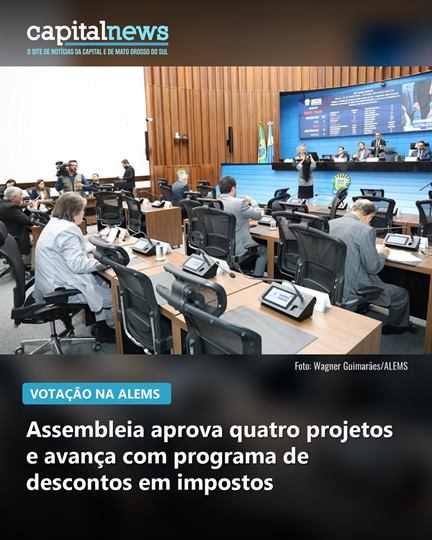 capitalnews
O SITE DE NOTÍCIAS DA CAPITAL E DE MATO GROSSO DO SUL
Foto: Wagner Guimarães/ALEMS
VOTAÇÃO NA ALEMS
Assembleia aprova quatro projetos
e avança com programa de
descontos em impostos